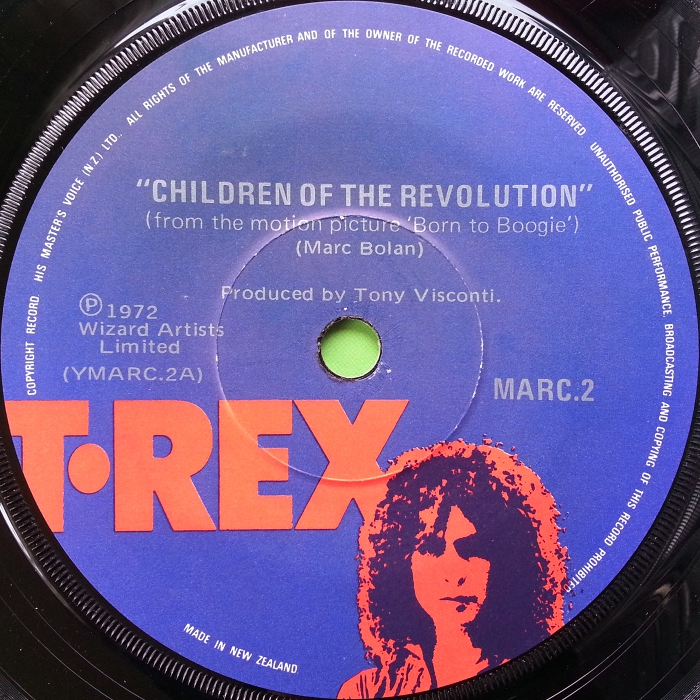 "CHILDREN OF THE REVOLUTION"
(from the motion picture 'Born to Boogie')
(Marc Bolan)
Produced by Tony Visconti.
Ⓟ1972
Wizard Artists
Limited
(YMARC.2A)
MARC.2
T·REX
MADE IN NEW ZEALAND
COPYRIGHT RECORD HIS MASTER'S VOICE (N Z) LTD., ALL RIGHTS OF THE MANUFACTURER AND OF THE OWNER OF THE RECORDED WORK ARE RESERVED UNAUTHORISED PUBLIC PERFORMANCE, BROADCASTING AND COPYING OF THIS RECORD PROHIBITED